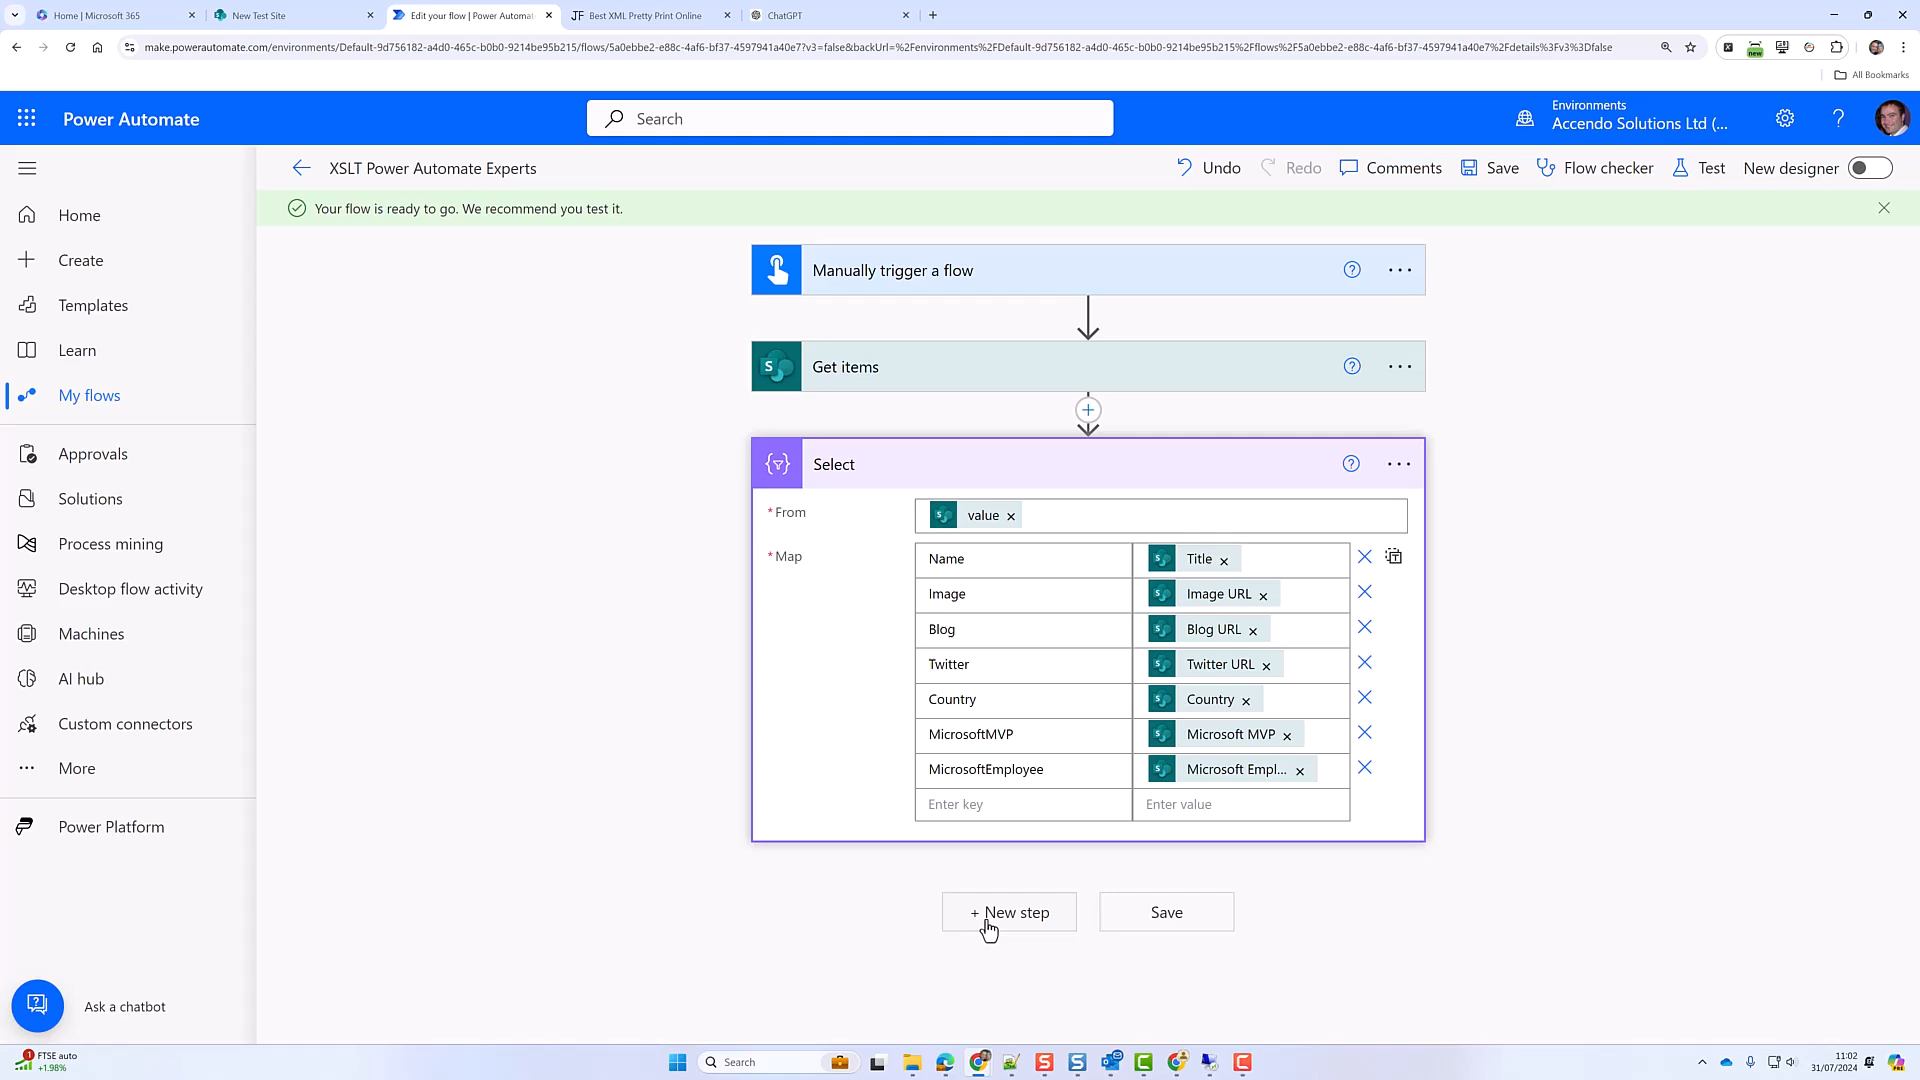 Home | Microsoft 365
New Test Site
Edit your flow | Power Automat
JF Best XML Pretty Print Online
ChatGPT
make.powerautomate.com/environments/Default-9d756182-a4d0-465c-b0b0-9214be95b215/flows/5a0ebbe2-e88c-4af6-bf37-4597941a40e7?v3=false&backUrl=%2Fenvironments%2FDefault-9d756182-a4d0-465c-b0b0-9214be95b215%2Fflows%2F5a0ebbe2-e88c-4af6-bf37-4597941a40e7%2Fdetails%3Fv3%3Dfalse
new
All Bookmarks
Power Automate
Search
Environments
Accendo Solutions Ltd (...
XSLT Power Automate Experts
Undo
Redo
Comments
Save
Flow checker
Test
New designer
Your flow is ready to go. We recommend you test it.
Home
Create
Templates
Learn
My flows
Approvals
Solutions
Process mining
Desktop flow activity
Machines
AI hub
Custom connectors
More
Power Platform
Ask a chatbot
Manually trigger a flow
Get items
Select
* From
value
* Map
Name
Title
Image
Image URL
Blog
Blog URL
Twitter
Twitter URL
Country
Country
MicrosoftMVP
Microsoft MVP
MicrosoftEmployee
Microsoft Empl...
Enter key
Enter value
+ New step
Save
1
FTSE auto
+1.98%
Search
11:02
31/07/2024